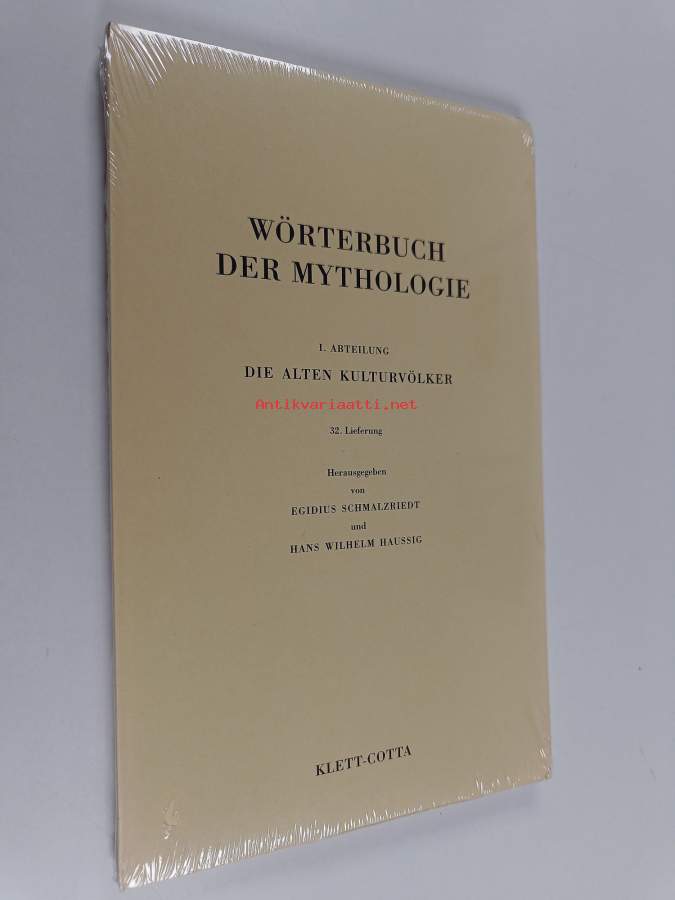 WÖRTERBUCH
DER MYTHOLOGIE
1. ABTEILUNG
DIE ALTEN KULTURVÖLKER
Antikvariaatti.net
32. Lieferung
Herausgegeben
von
EGIDIUS SCHMALZRIEDT
und
HANS WILHELM HAUSSIG
KLETT-COTTA